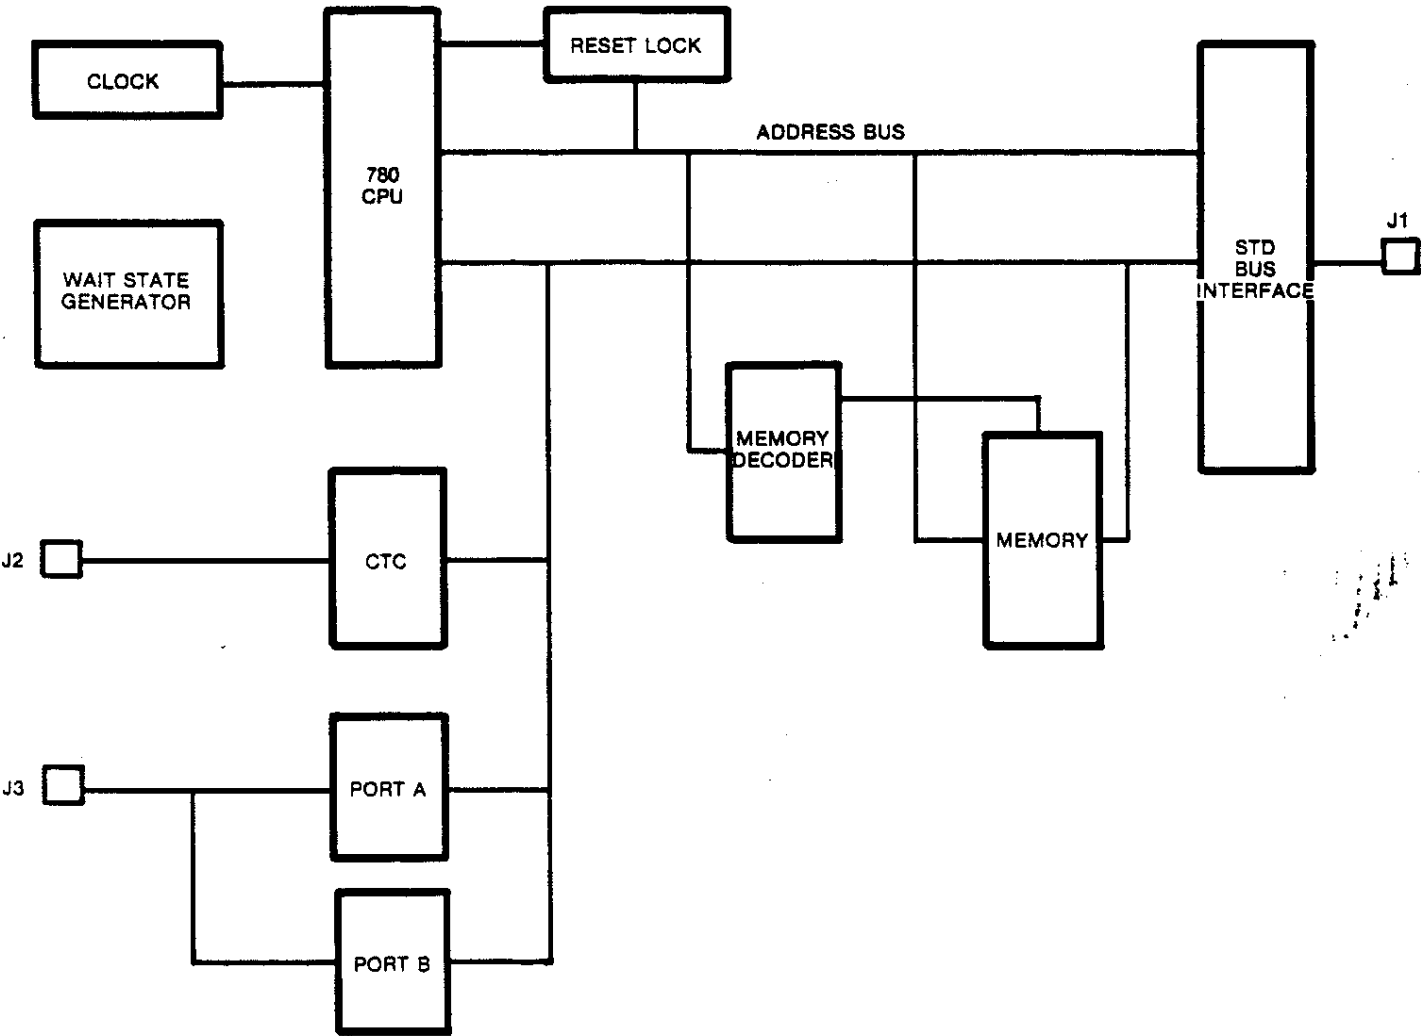 RESET LOCK
CLOCK
ADDRESS BUS
780
CPU
J1
STD
BUS
INTERFACE
WAIT STATE
GENERATOR
MEMORY
DECODER
MEMORY
J2
CTC
J3
PORT A
PORT B